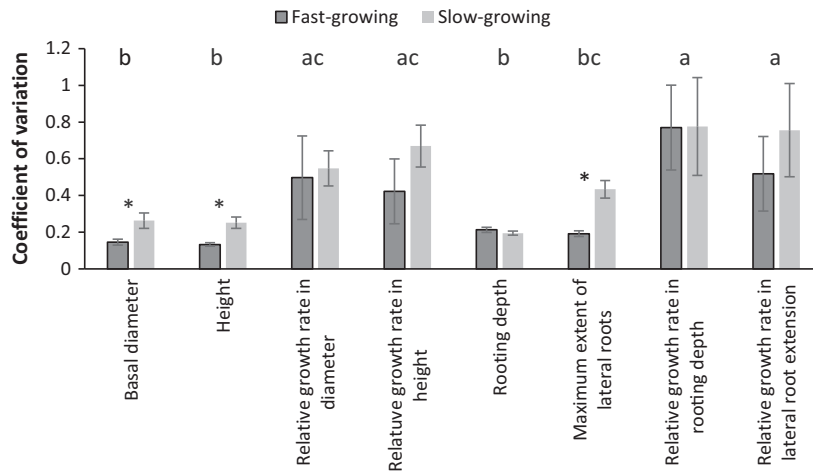 Fast-growing Slow-growing
Coefficient of variation
1.2
1
0.8
0.6
0.4
0.2
0
b b ac ac b bc a a
* * *
Basal diameter
Height
Relative growth rate in
diameter
Relatuve growth rate in
height
Rooting depth
Maximum extent of
lateral roots
Relative growth rate in
rooting depth
Relative growth rate in
lateral root extension